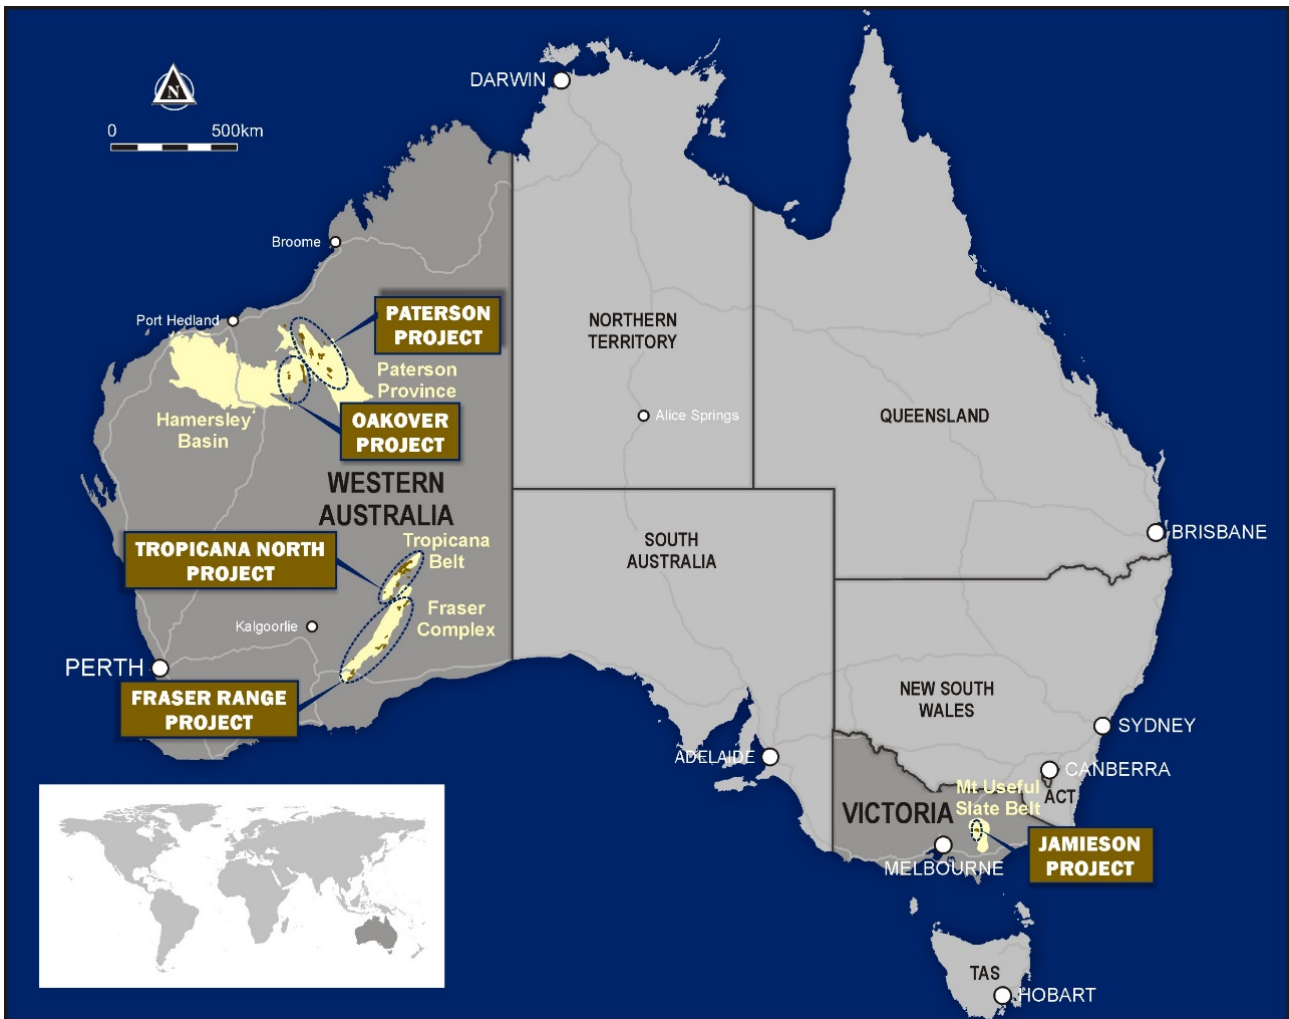 N
0 500km
DARWIN
Broome
Port Hedland
PATERSON
PROJECT
Paterson
Province
Hamersley
Basin
OAKOVER
PROJECT
NORTHERN
TERRITORY
Alice Springs
QUEENSLAND
WESTERN
AUSTRALIA
Tropicana
Belt
TROPICANA NORTH
PROJECT
SOUTH
AUSTRALIA
BRISBANE
Fraser
Complex
Kalgoorlie
PERTH
FRASER RANGE
PROJECT
NEW SOUTH
WALES
SYDNEY
ADELAIDE
CANBERRA
ACT
Mt Useful
Slate Belt
VICTORIA
MELBOURNE
JAMIESON
PROJECT
TAS
HOBART